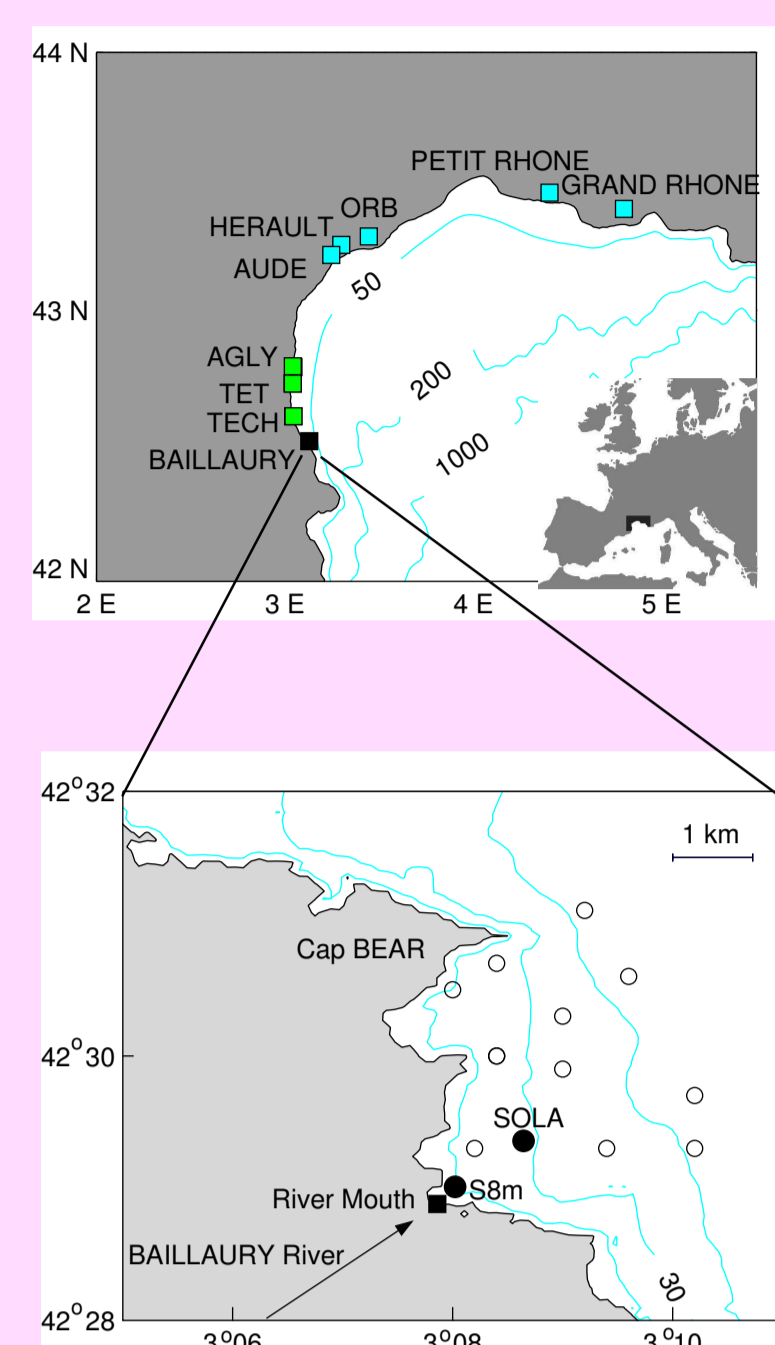 44 N
PETIT RHONE
GRAND RHONE
ORB
HERAULT
AUDE
50
43 N
AGLY
200
TET
TECH
1000
BAILLAURY
42 N
2 E
3 E
4 E
5 E
42°32
1 km
Cap BEAR
42°30
SOLA
S8m
River Mouth
BAILLAURY River
30
42°28
3°06
3°08
3°10